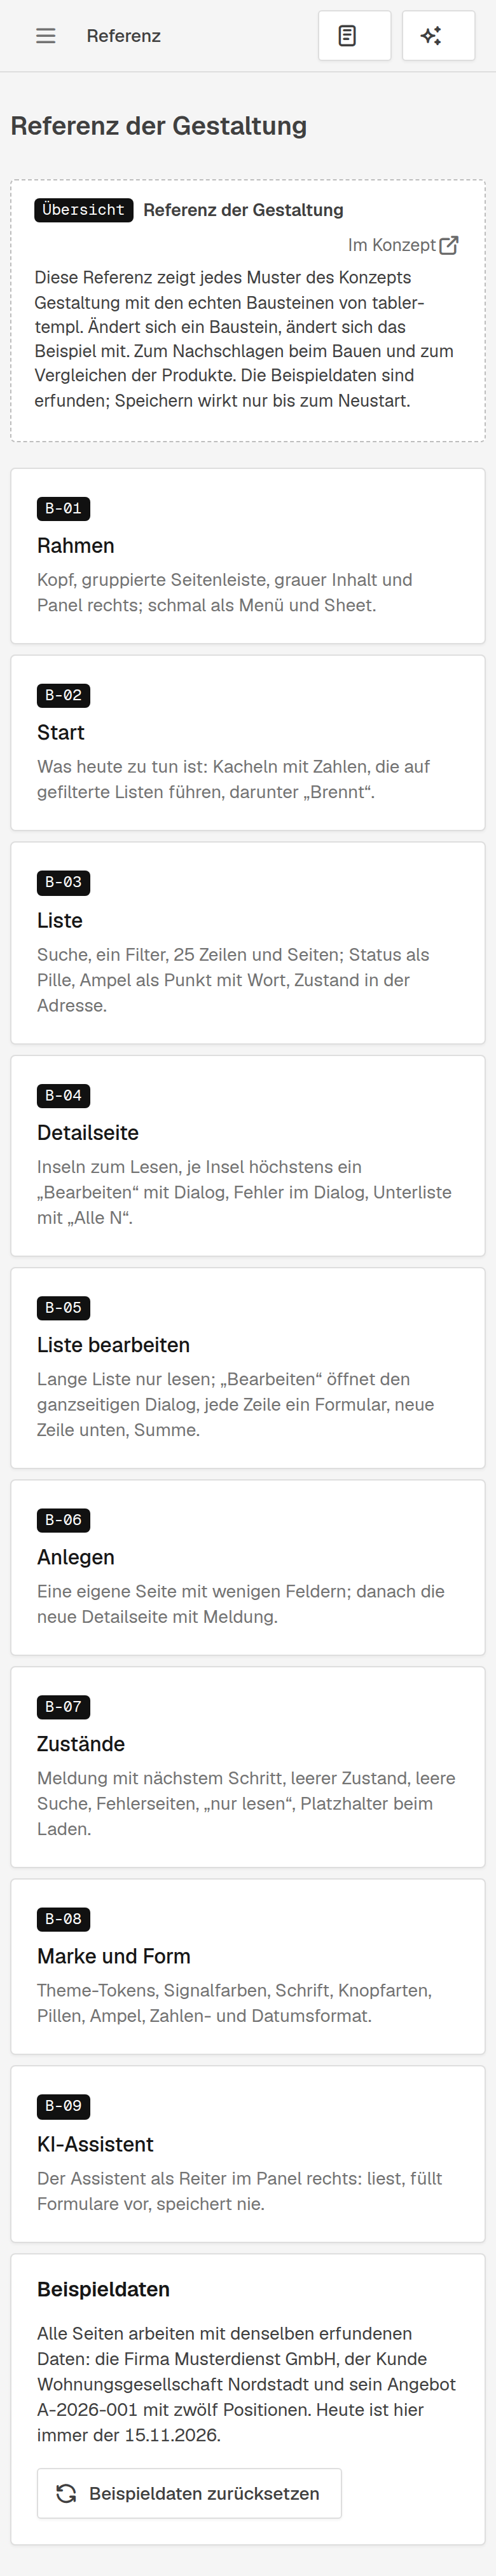 Referenz
Referenz der Gestaltung
Übersicht Referenz der Gestaltung
Im Konzept
Diese Referenz zeigt jedes Muster des Konzepts
Gestaltung mit den echten Bausteinen von tabler-
templ. Ändert sich ein Baustein, ändert sich das
Beispiel mit. Zum Nachschlagen beim Bauen und zum
Vergleichen der Produkte. Die Beispieldaten sind
erfunden; Speichern wirkt nur bis zum Neustart.
B-01
Rahmen
Kopf, gruppierte Seitenleiste, grauer Inhalt und
Panel rechts; schmal als Menü und Sheet.
B-02
Start
Was heute zu tun ist: Kacheln mit Zahlen, die auf
gefilterte Listen führen, darunter „Brennt“.
B-03
Liste
Suche, ein Filter, 25 Zeilen und Seiten; Status als
Pille, Ampel als Punkt mit Wort, Zustand in der
Adresse.
B-04
Detailseite
Inseln zum Lesen, je Insel höchstens ein
„Bearbeiten“ mit Dialog, Fehler im Dialog, Unterliste
mit „Alle N“.
B-05
Liste bearbeiten
Lange Liste nur lesen; „Bearbeiten“ öffnet den
ganzseitigen Dialog, jede Zeile ein Formular, neue
Zeile unten, Summe.
B-06
Anlegen
Eine eigene Seite mit wenigen Feldern; danach die
neue Detailseite mit Meldung.
B-07
Zustände
Meldung mit nächstem Schritt, leerer Zustand, leere
Suche, Fehlerseiten, „nur lesen“, Platzhalter beim
Laden.
B-08
Marke und Form
Theme-Tokens, Signalfarben, Schrift, Knopfarten,
Pillen, Ampel, Zahlen- und Datumsformat.
B-09
KI-Assistent
Der Assistent als Reiter im Panel rechts: liest, füllt
Formulare vor, speichert nie.
Beispieldaten
Alle Seiten arbeiten mit denselben erfundenen
Daten: die Firma Musterdienst GmbH, der Kunde
Wohnungsgesellschaft Nordstadt und sein Angebot
A-2026-001 mit zwölf Positionen. Heute ist hier
immer der 15.11.2026.
Beispieldaten zurücksetzen